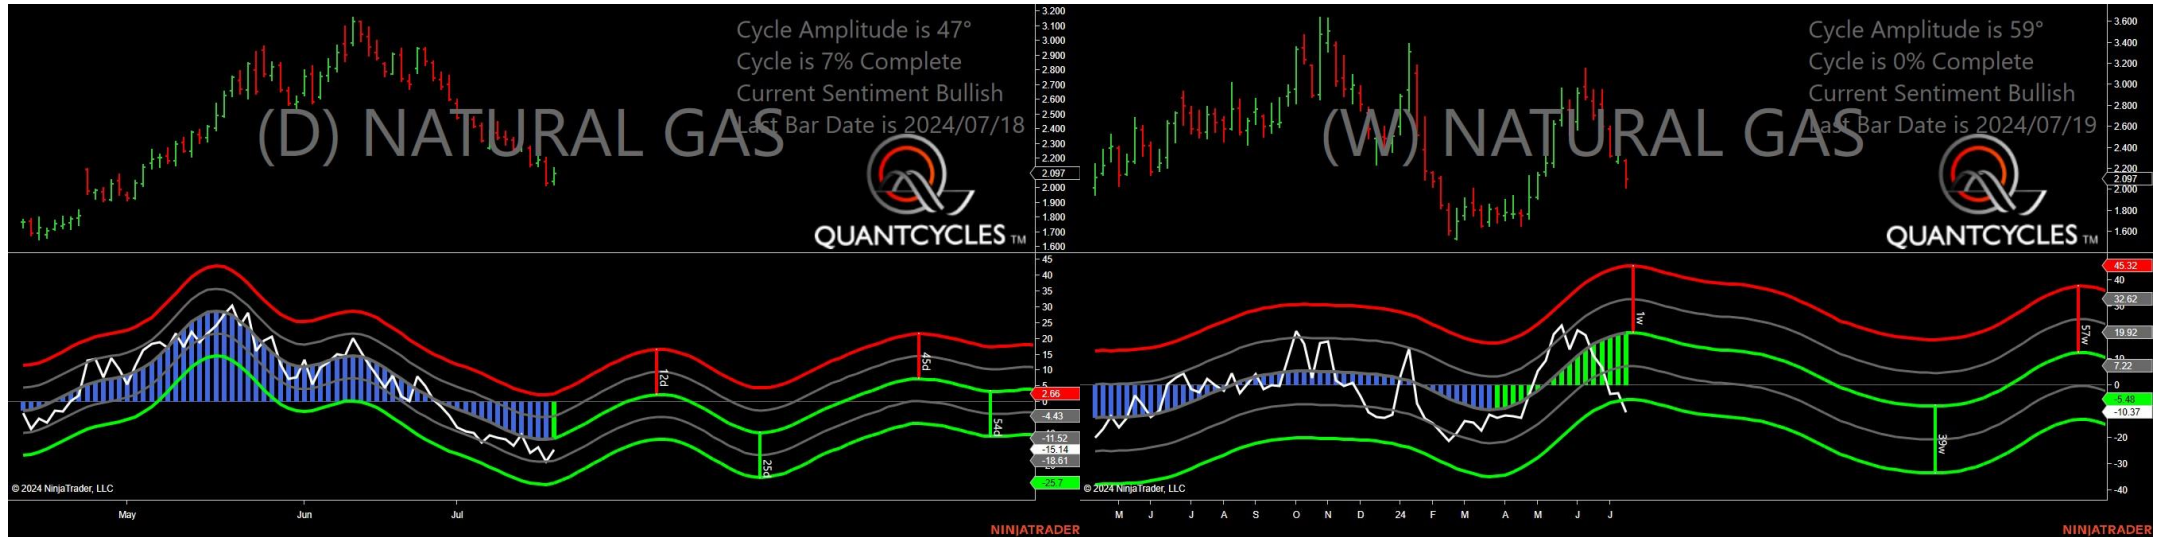 3.200
3.100
3.000
2.900
2.800
2.700
2.600
2.500
2.400
2.300
2.200
2.097
2.000
1.900
1.800
1.700
1.600
Cycle Amplitude is 47°
Cycle is 7% Complete
Current Sentiment Bullish
Last Bar Date is 2024/07/18
(D) NATURAL GAS
QUANTCYCLES TM
45
40
35
30
25
20
15
10
5
2.66
0
-4.43
-11.52
-15.14
-18.61
-25.7
12d
25d
45d
54d
© 2024 NinjaTrader, LLC
May Jun Jul
NINJATRADER
Cycle Amplitude is 59°
Cycle is 0% Complete
Current Sentiment Bullish
Last Bar Date is 2024/07/19
(W) NATURAL GAS
QUANTCYCLES TM
3.600
3.400
3.200
3.000
2.800
2.600
2.400
2.200
2.097
2.000
1.800
1.600
45.32
40
32.62
19.92
10
7.22
0
-5.48
-10.37
-20
-30
-40
1w
39w
57w
© 2024 NinjaTrader, LLC
M J J A S O N D 24 F M A M J J
NINJATRADER